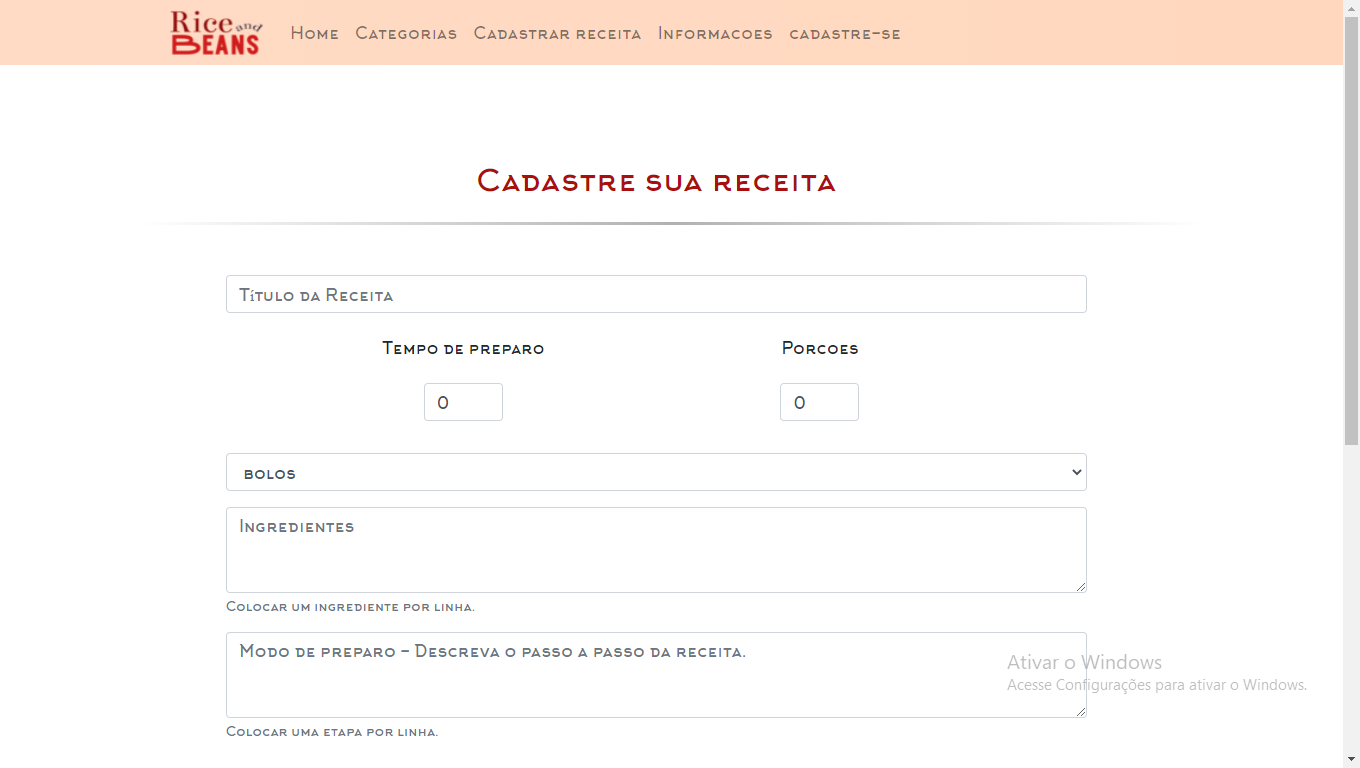 Rice and
BEANS
Home Categorias Cadastrar receita Informacoes cadastre-se
Cadastre sua receita
Título da Receita
Tempo de preparo Porcoes
0 0
bolos
Ingredientes
Colocar um ingrediente por linha.
Modo de preparo - Descreva o passo a passo da receita.
Ativar o Windows
Acesse Configurações para ativar o Windows.
Colocar uma etapa por linha.